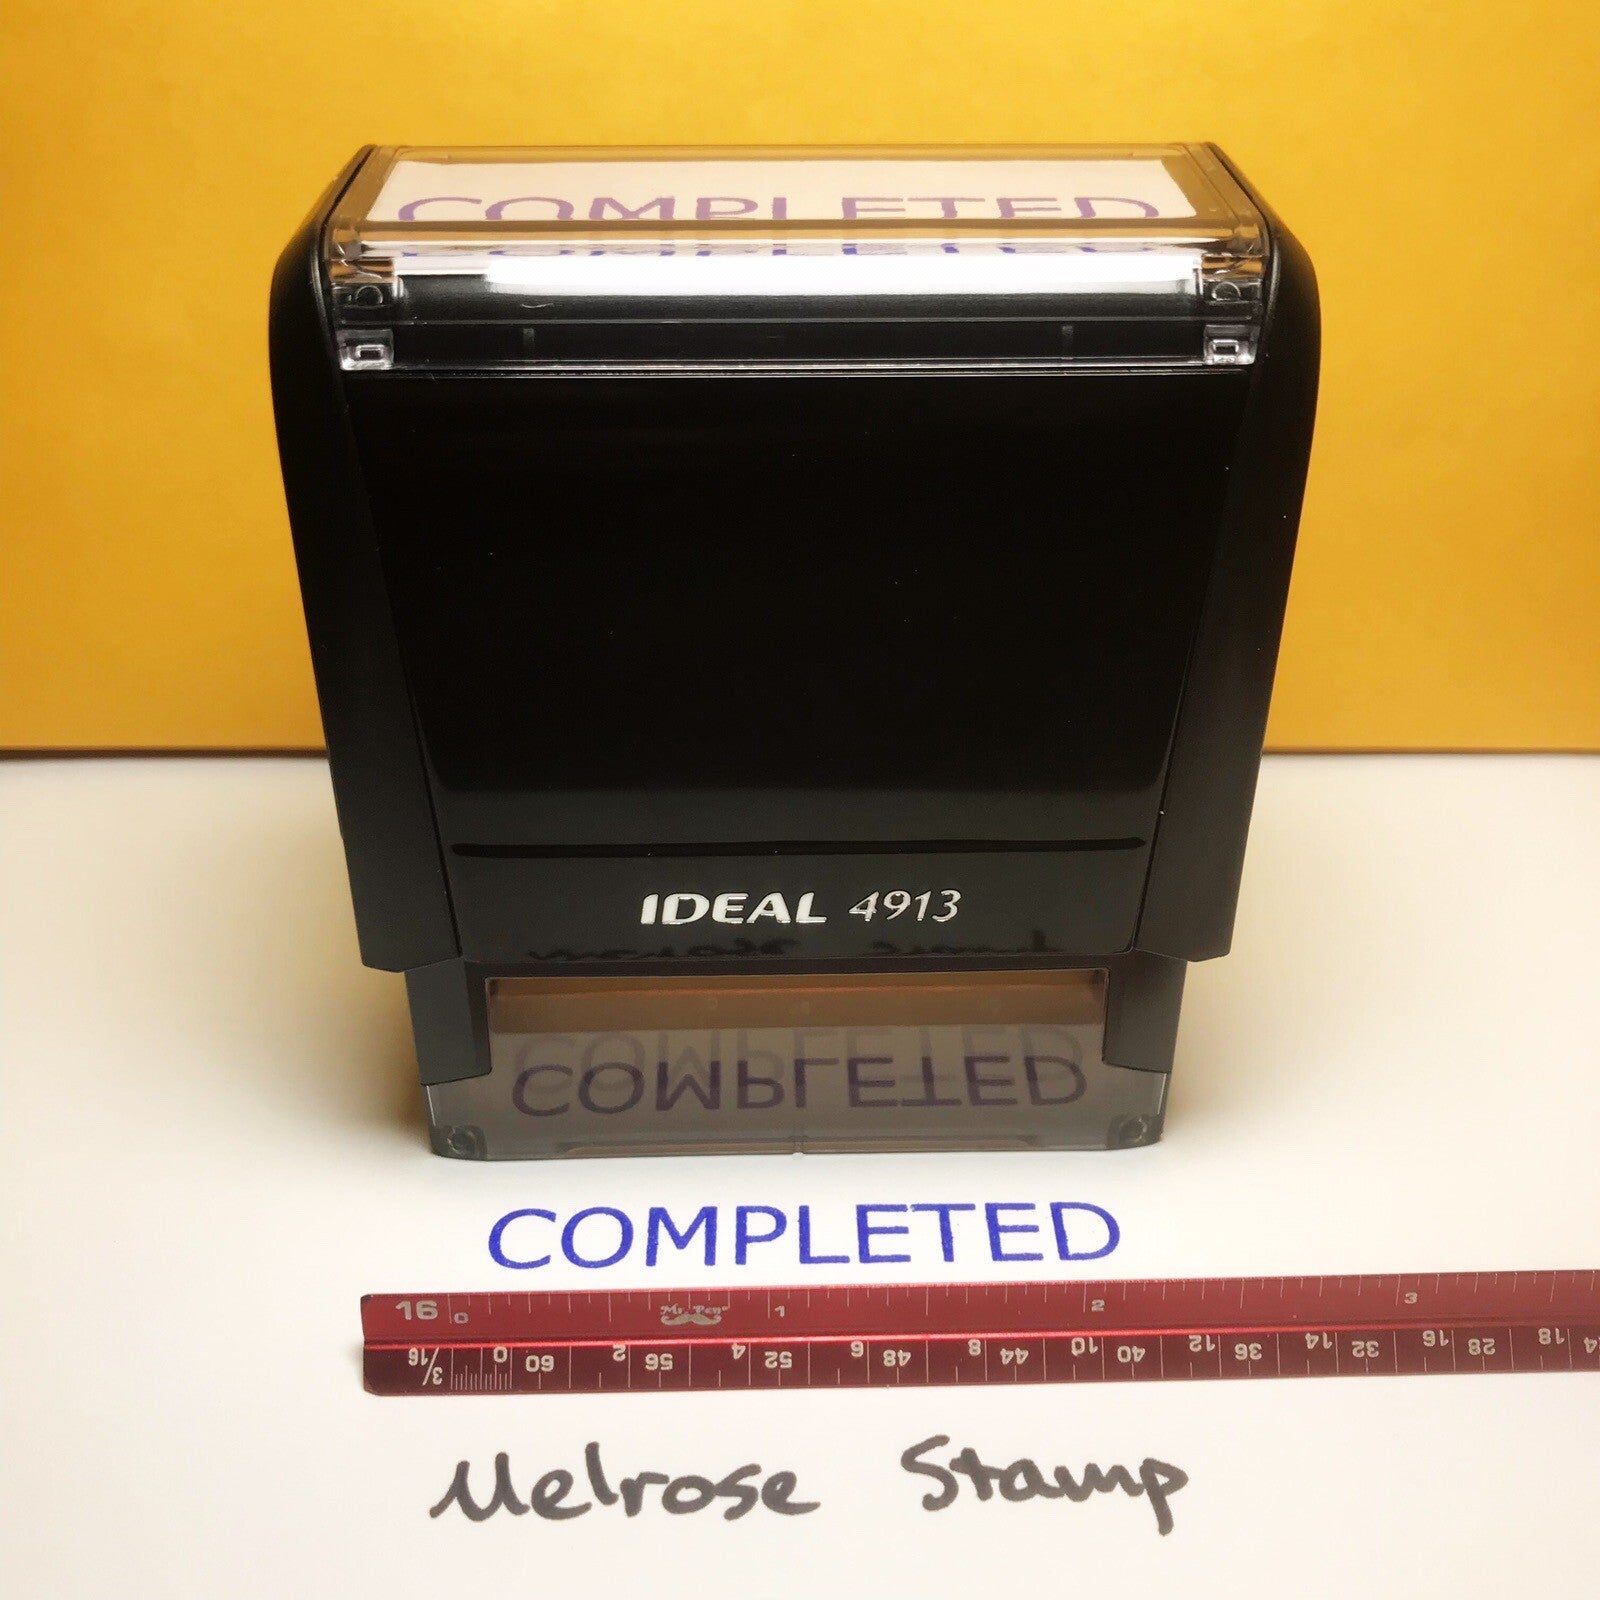 COMPLETED
IDEAL 4913
COMPLETED
COMPLETED
16 0 Mr. Pen 1 2 3
3/16 0 60 2 56 4 52 6 48 8 44 10 40 12 36 14 32 16 28 18 24
Melrose Stamp